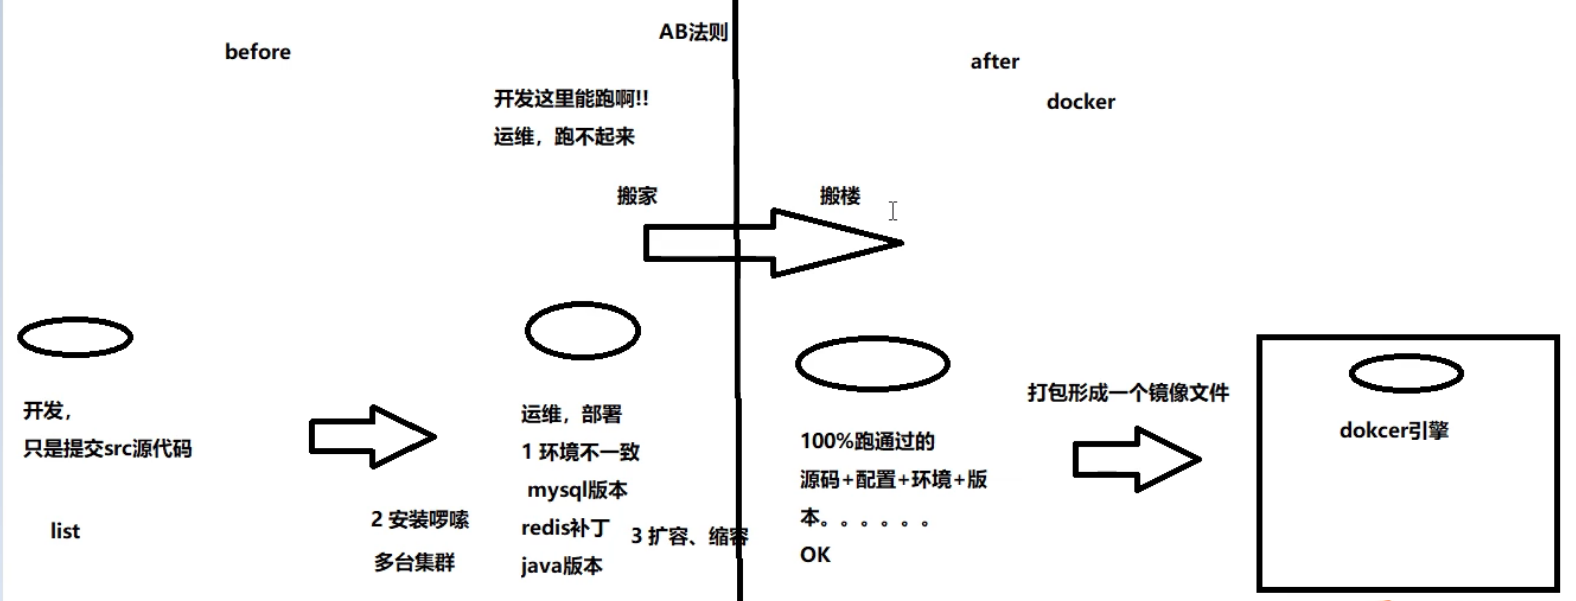 AB法则
before
开发这里能跑啊!!
运维，跑不起来
搬家
开发，
只是提交src源代码
list
运维，部署
1 环境不一致
mysql版本
redis补丁
java版本
2 安装啰嗦
多台集群
3 扩容、缩容
after
docker
搬楼
100%跑通过的
源码+配置+环境+版
本。。。。。。
OK
打包形成一个镜像文件
dokcer引擎